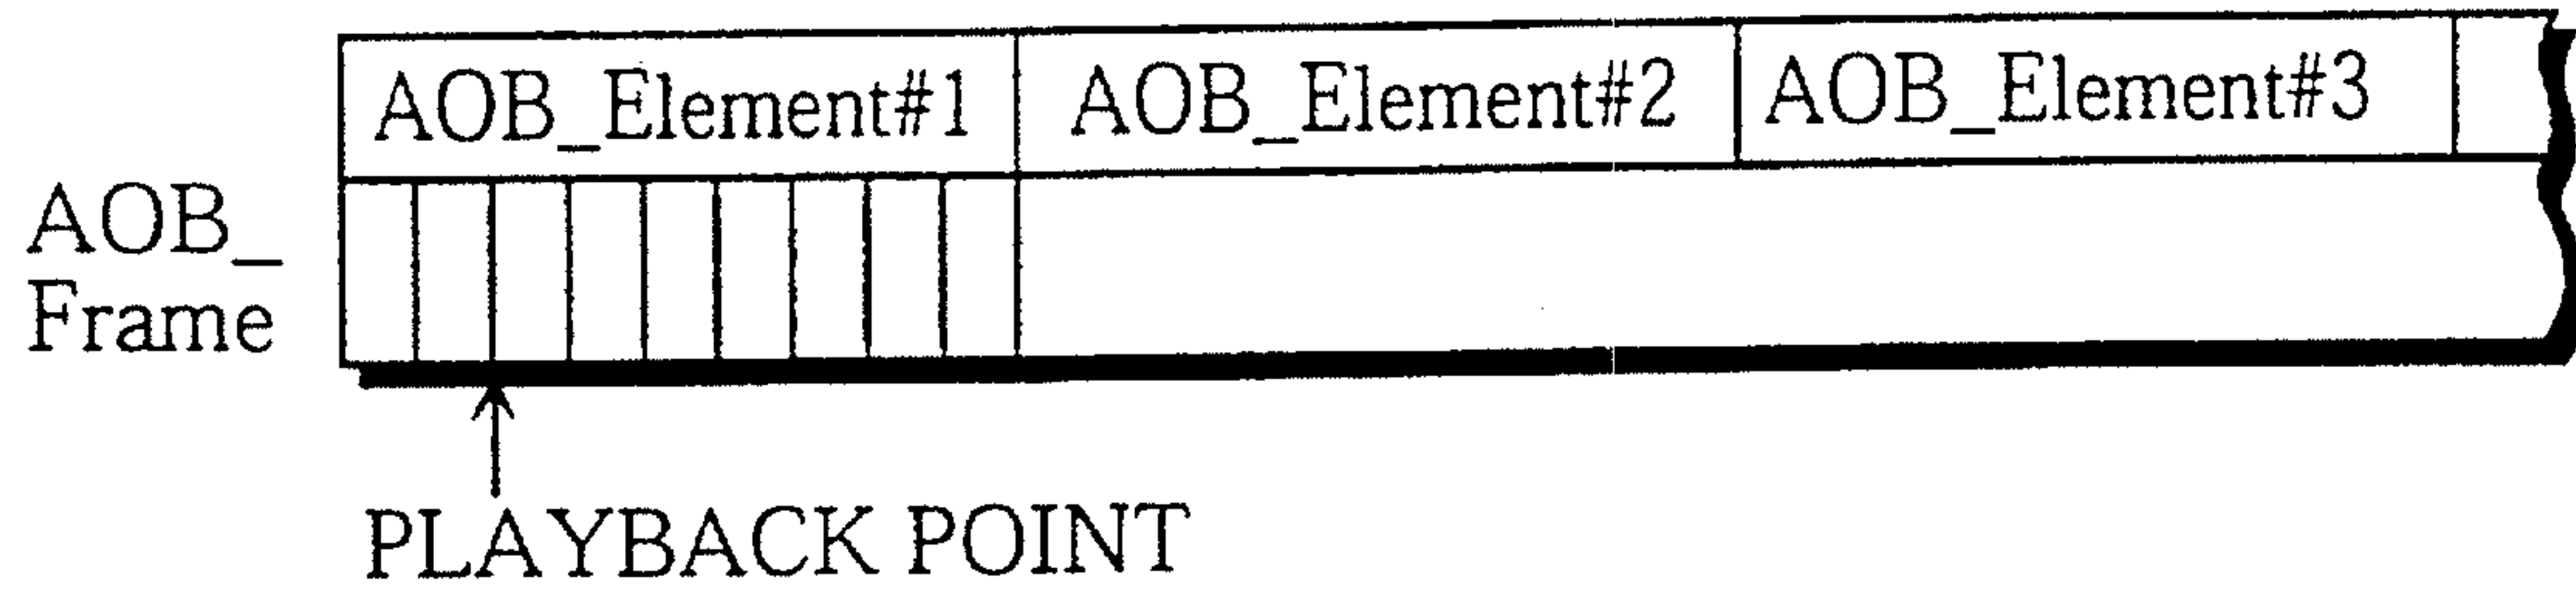 AOB_Element#1 AOB_Element#2 AOB_Element#3
AOB_
Frame
PLAYBACK POINT